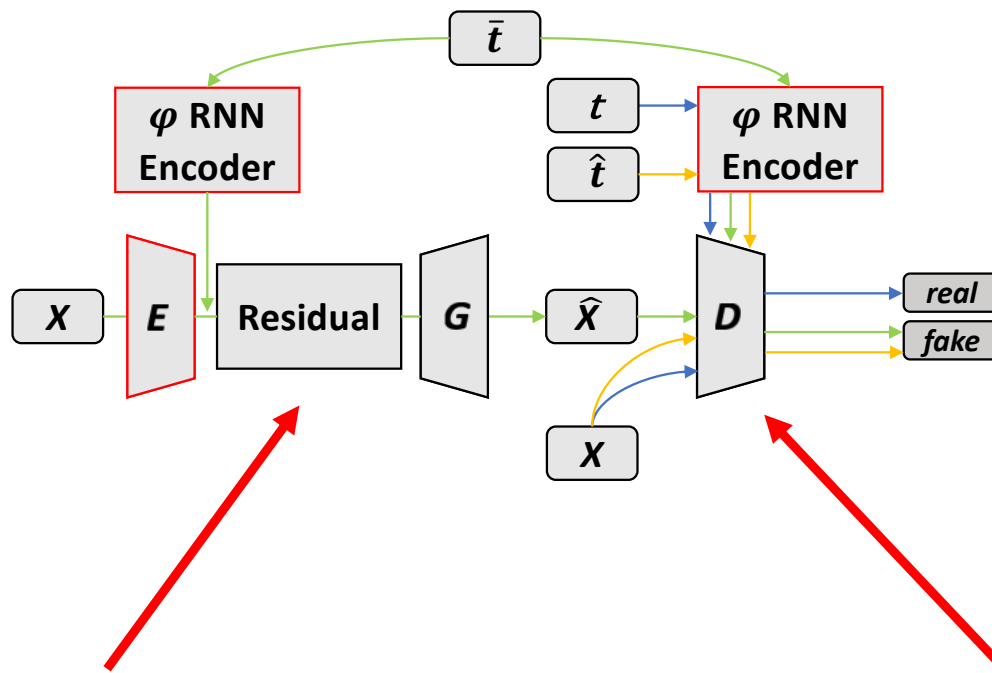 t̄
φ RNN
Encoder
t
t̂
φ RNN
Encoder
X
E
Residual
G
X̂
D
real
fake
X